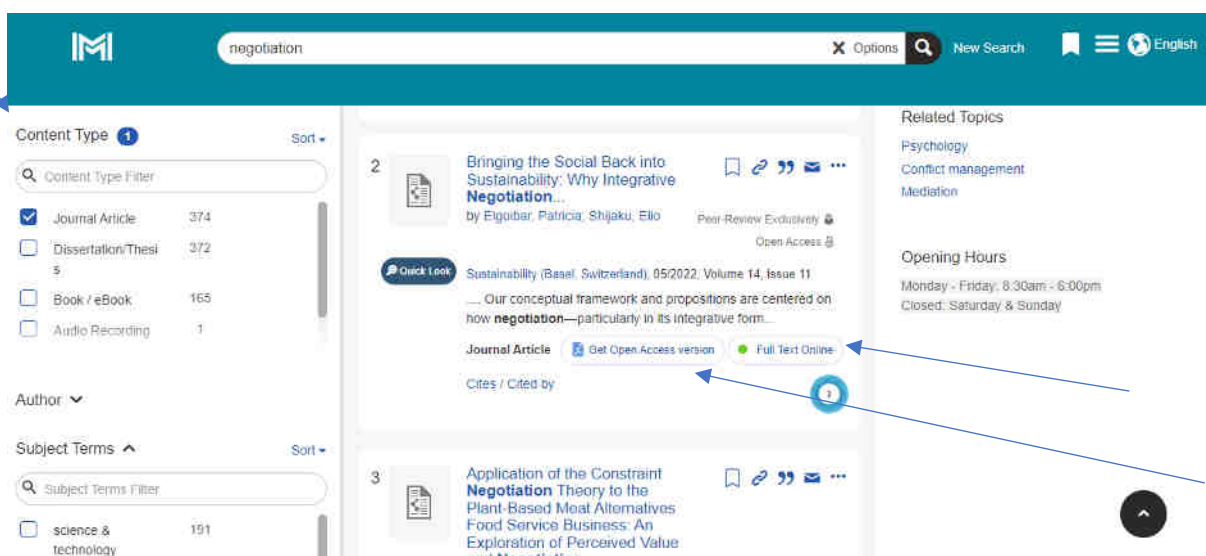 negotiation
Options
New Search
English
Content Type 1
Sort
Content Type Filter
Journal Article 374
Dissertation/Thesi
s
372
Book / eBook 165
Audio Recording 1
Author
Subject Terms
Sort
Subject Terms Filter
science &
technology
191
2
Bringing the Social Back into
Sustainability: Why Integrative
Negotiation...
by Elgoibar, Patricia; Shijaku, Elio
Peer-Review Exclusively
Open Access
Quick Look
Sustainability (Basel, Switzerland), 05/2022, Volume 14, Issue 11
.... Our conceptual framework and propositions are centered on
how negotiation—particularly in its integrative form...
Journal Article
Get Open Access version
Full Text Online
Cites / Cited by
3
Application of the Constraint
Negotiation Theory to the
Plant-Based Meat Alternatives
Food Service Business: An
Exploration of Perceived Value
and Negotiation
Related Topics
Psychology
Conflict management
Mediation
Opening Hours
Monday - Friday: 8:30am - 6:00pm
Closed: Saturday & Sunday